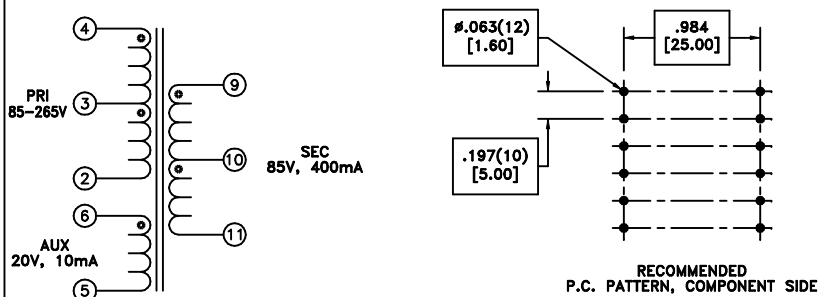 4
3
2
6
5
9
10
11
PRI
85-265V
AUX
20V, 10mA
SEC
85V, 400mA
ø.063(12)
[1.60]
.984
[25.00]
.197(10)
[5.00]
RECOMMENDED
P.C. PATTERN, COMPONENT SIDE